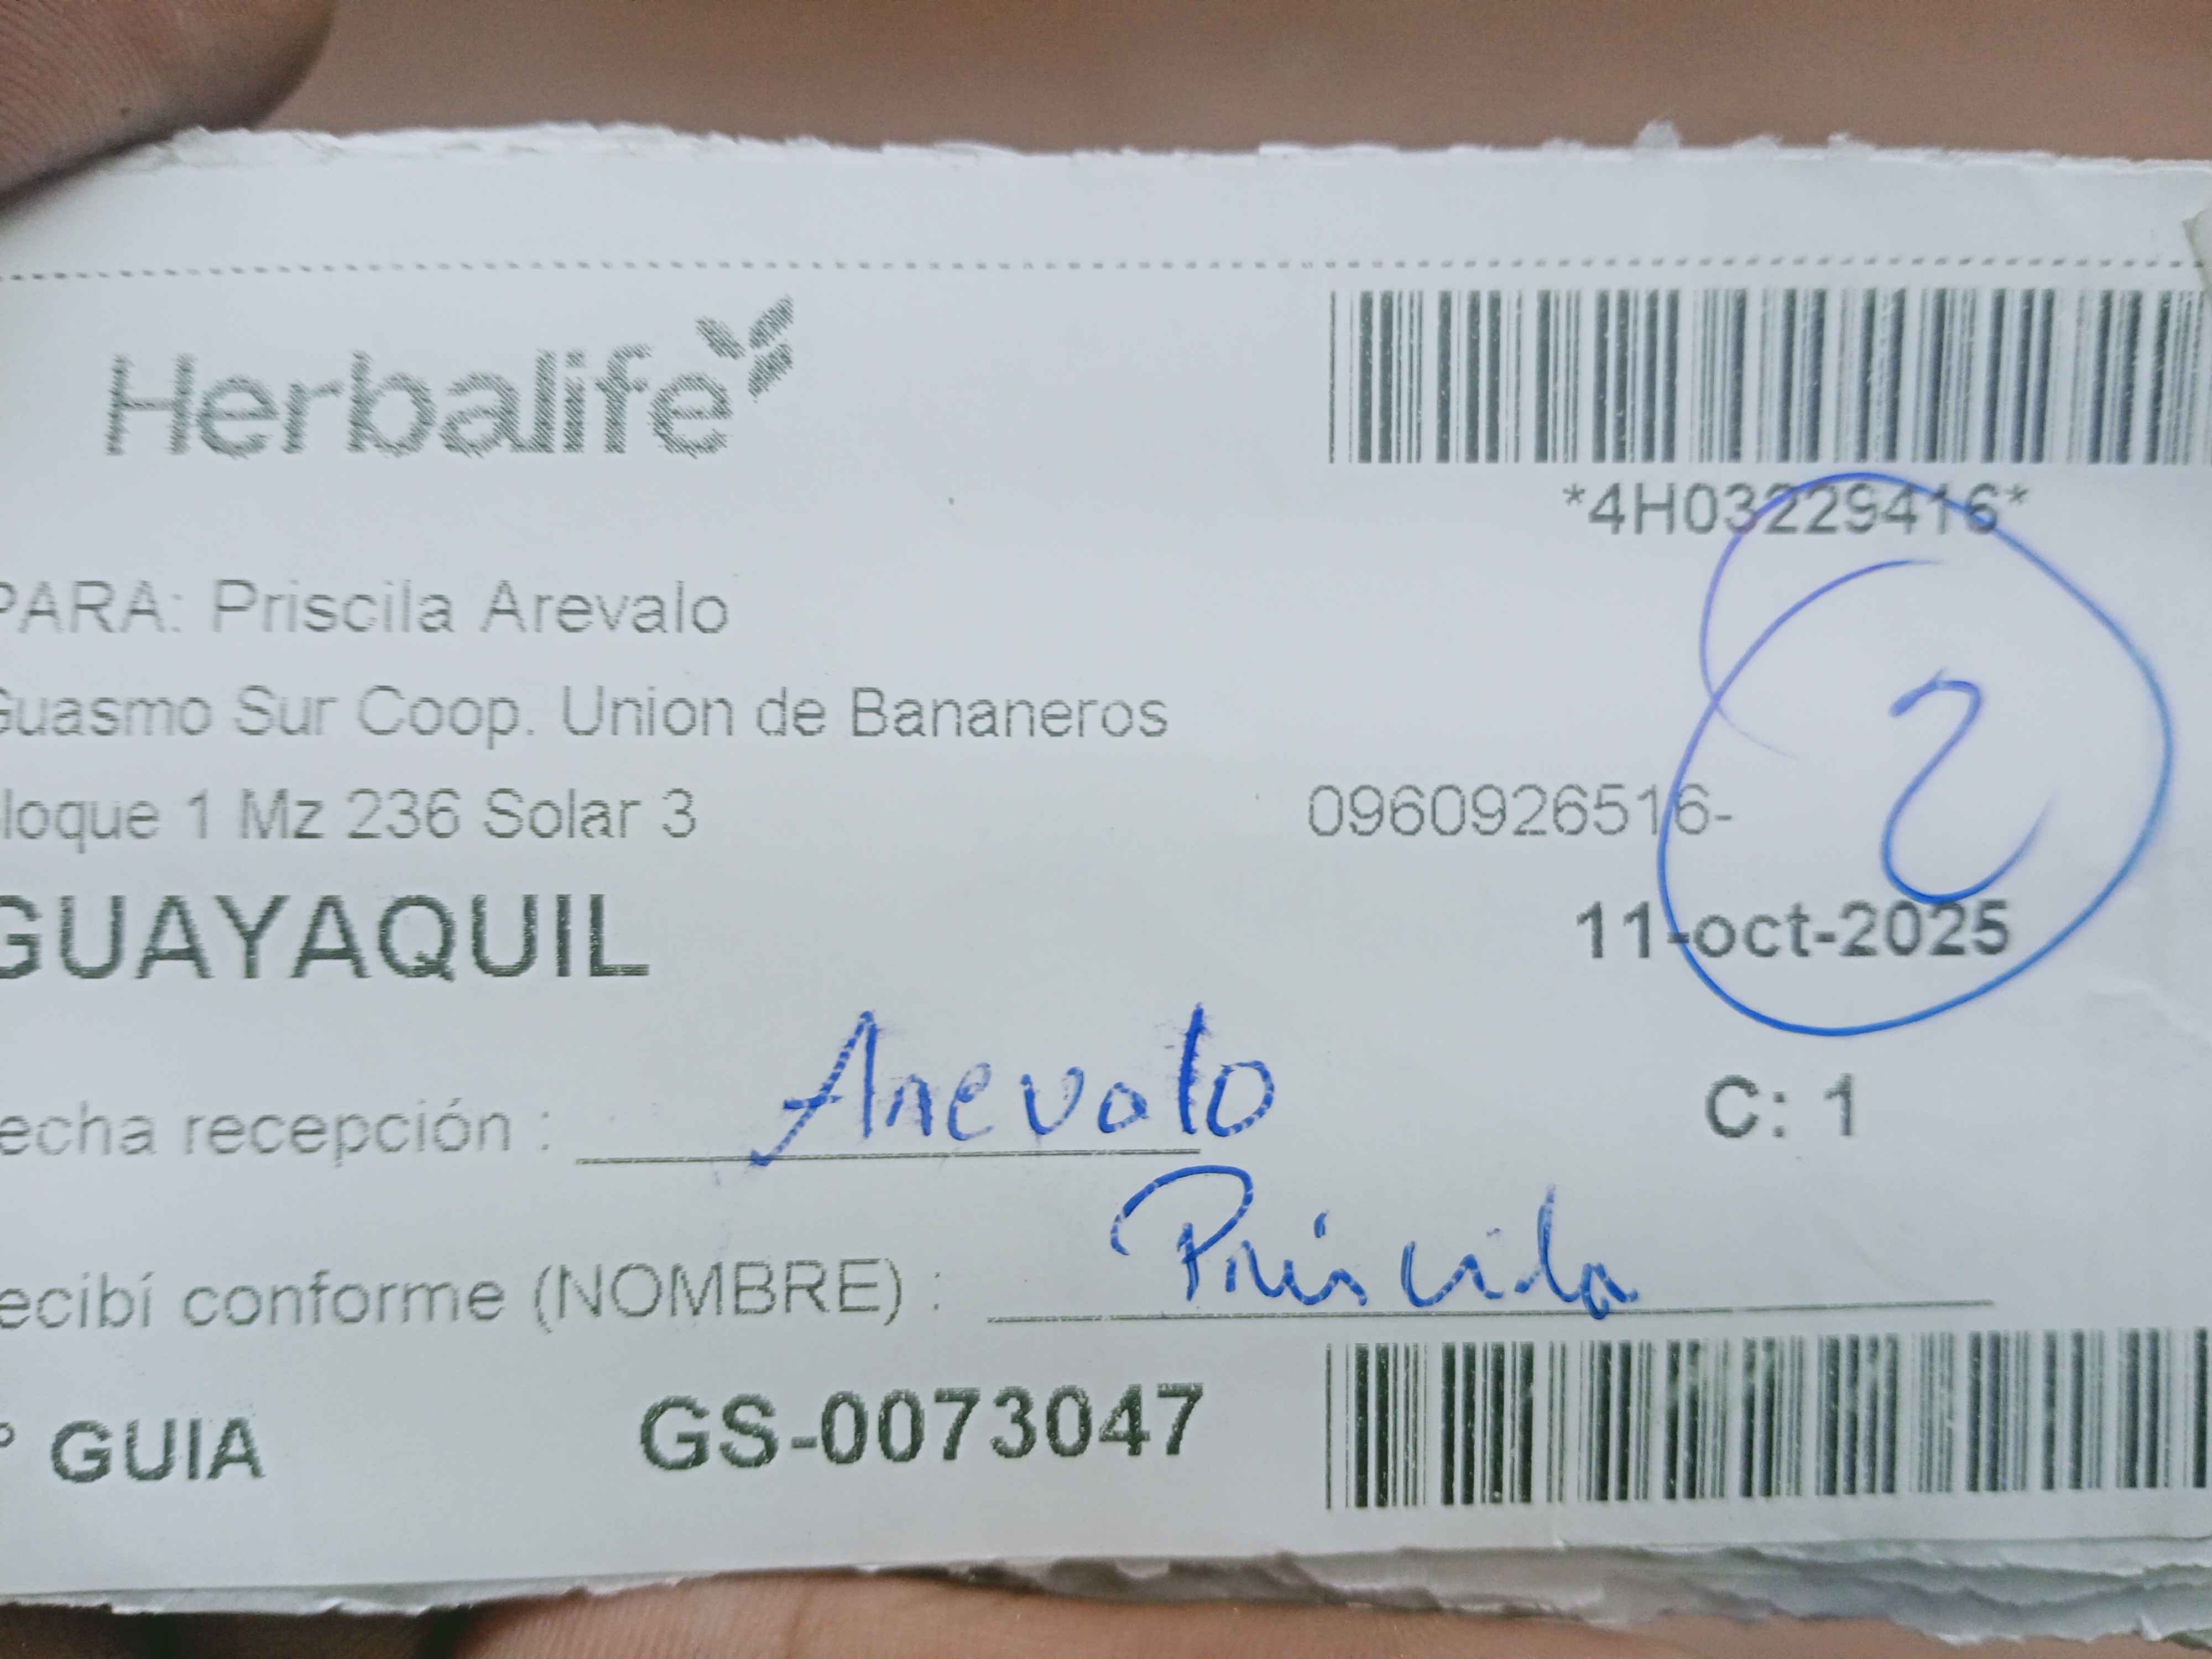 Herbalife
*4H03229416*
PARA: Priscila Arevalo
Guasmo Sur Coop. Union de Bananeros
loque 1 Mz 236 Solar 3 0960926516-
2
GUAYAQUIL 11-oct-2025
echa recepción : Arevalo C: 1
ecibí conforme (NOMBRE) : Priscila
° GUIA GS-0073047